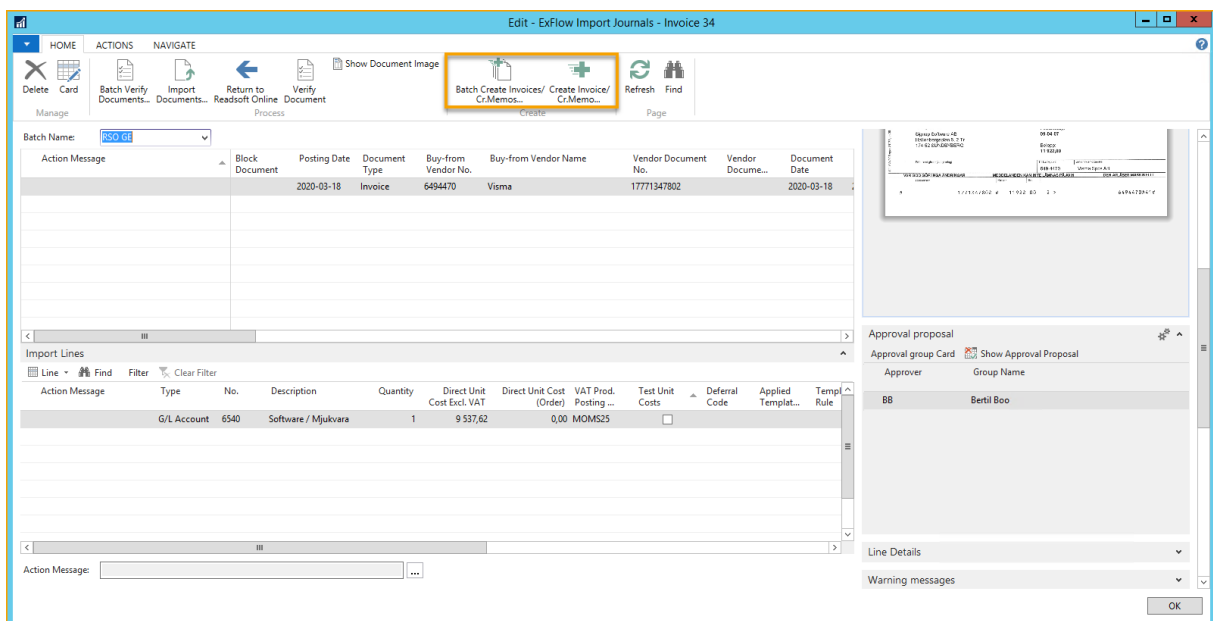 Edit - ExFlow Import Journals - Invoice 34
HOME ACTIONS NAVIGATE
Delete Card Batch Verify Documents... Import Documents... Return to Readsoft Online Verify Document Show Document Image Batch Create Invoices/ Cr.Memos... Create Invoice/ Cr.Memo... Refresh Find
Manage Process Create Page
Batch Name: RSO GE
Action Message Block Document Posting Date Document Type Buy-from Vendor No. Buy-from Vendor Name Vendor Document No. Vendor Docume... Document Date
2020-03-18 Invoice 6494470 Visma 17771347802 2020-03-18
Import Lines
Line Find Filter Clear Filter
Action Message Type No. Description Quantity Direct Unit Cost Excl. VAT Direct Unit Cost (Order) VAT Prod. Posting ... Test Unit Costs Deferral Code Applied Templat... Templ Rule
G/L Account 6540 Software / Mjukvara 1 9 537,62 0,00 MOMS25
Action Message: ...
Approval proposal
Approval group Card Show Approval Proposal
Approver Group Name
BB Bertil Boo
Line Details
Warning messages
OK